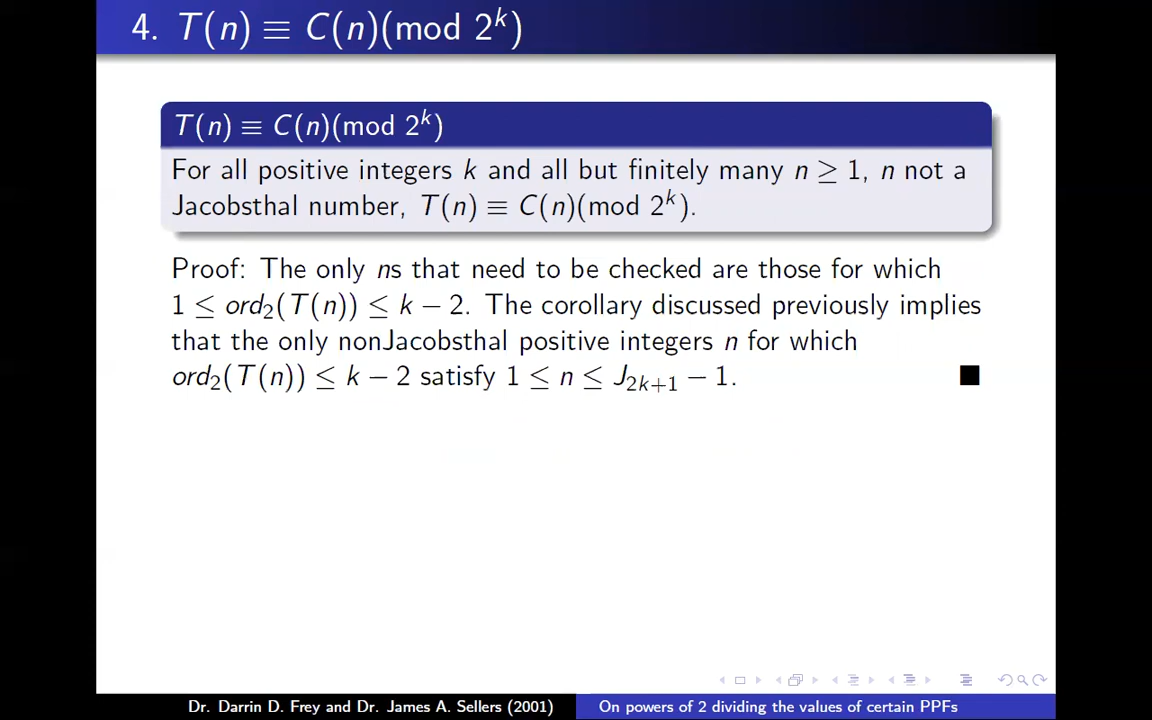 4. T(n) ≡ C(n)(mod 2^k)
T(n) ≡ C(n)(mod 2^k)
For all positive integers k and all but finitely many n ≥ 1, n not a
Jacobsthal number, T(n) ≡ C(n)(mod 2^k).
Proof: The only ns that need to be checked are those for which
1 ≤ ord₂(T(n)) ≤ k − 2. The corollary discussed previously implies
that the only nonJacobsthal positive integers n for which
ord₂(T(n)) ≤ k − 2 satisfy 1 ≤ n ≤ J_{2k+1} − 1. ■
Dr. Darrin D. Frey and Dr. James A. Sellers (2001) On powers of 2 dividing the values of certain PPFs